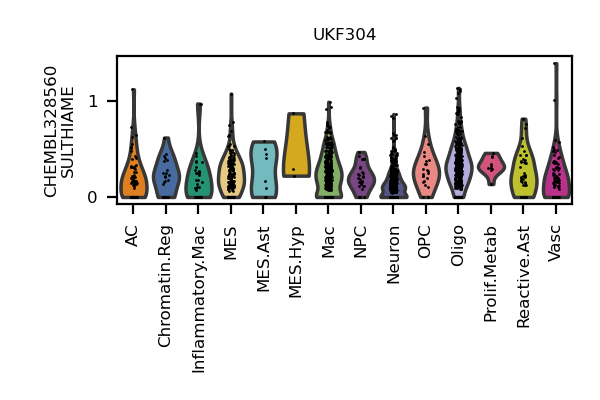 UKF304
CHEMBL328560
SULTHIAME
1
0
AC
Chromatin.Reg
Inflammatory.Mac
MES
MES.Ast
MES.Hyp
Mac
NPC
Neuron
OPC
Oligo
Prolif.Metab
Reactive.Ast
Vasc